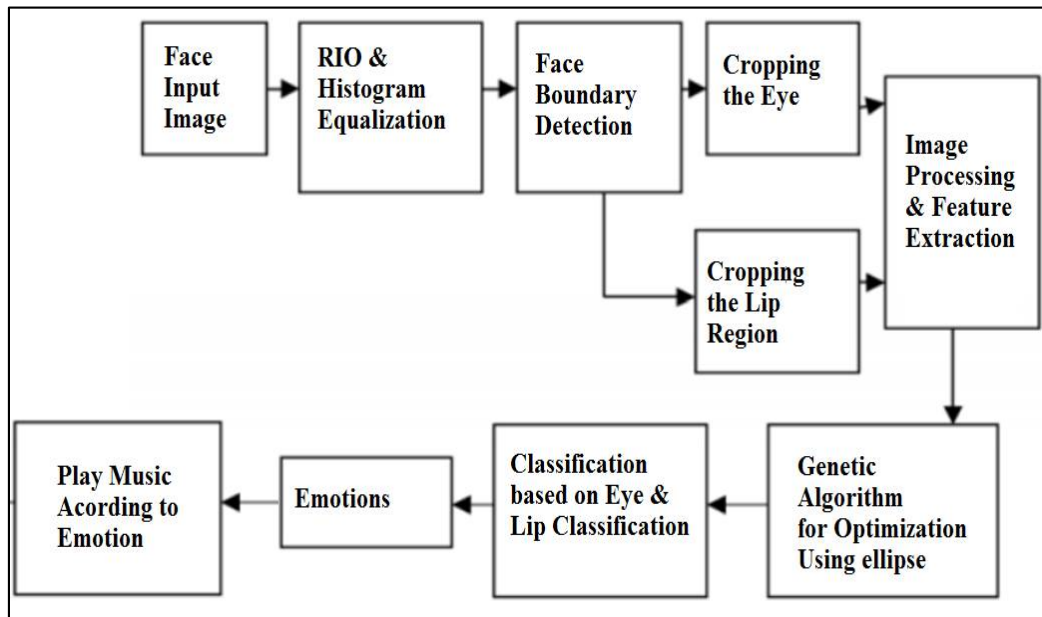 Face
Input
Image
RIO &
Histogram
Equalization
Face
Boundary
Detection
Cropping
the Eye
Image
Processing
& Feature
Extraction
Cropping
the Lip
Region
Genetic
Algorithm
for Optimization
Using ellipse
Classification
based on Eye &
Lip Classification
Emotions
Play Music
Acording to
Emotion